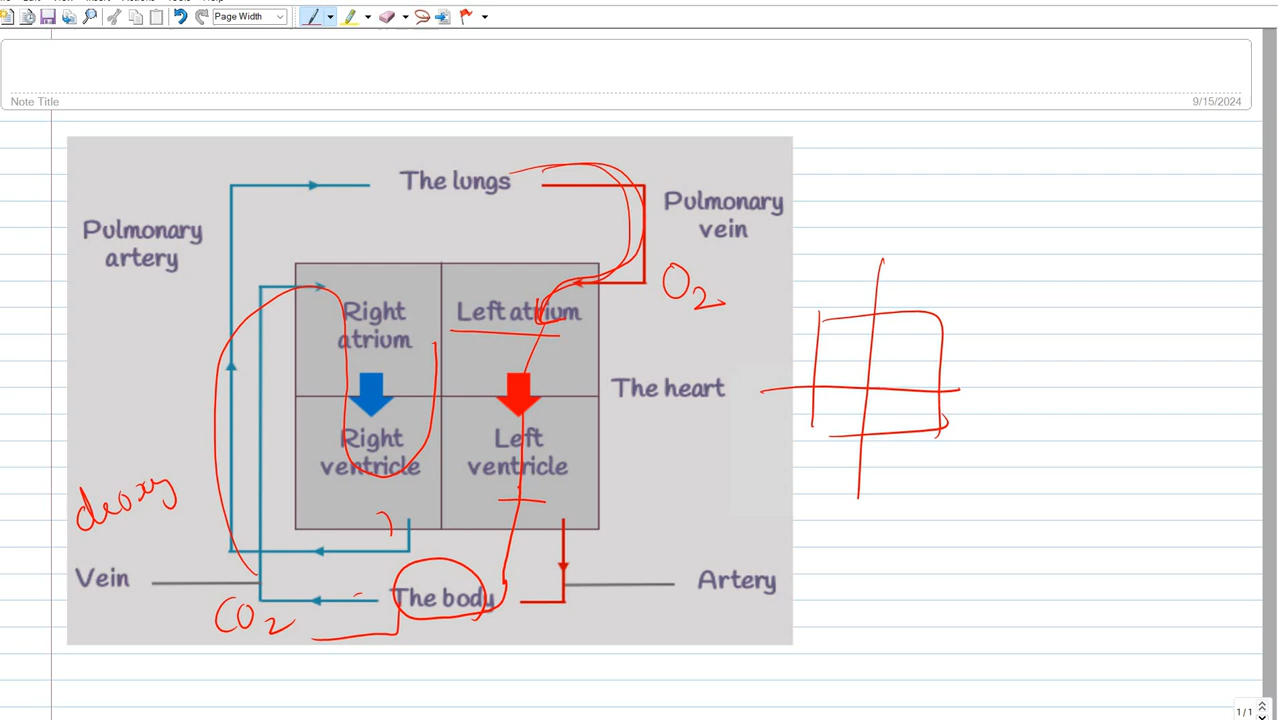 Page Width
Note Title
9/15/2024
The lungs
Pulmonary
artery
Pulmonary
vein
O2
Right
atrium
Left atrium
The heart
Right
ventricle
Left
ventricle
deoxy
Vein
The body
Artery
CO2
1/1